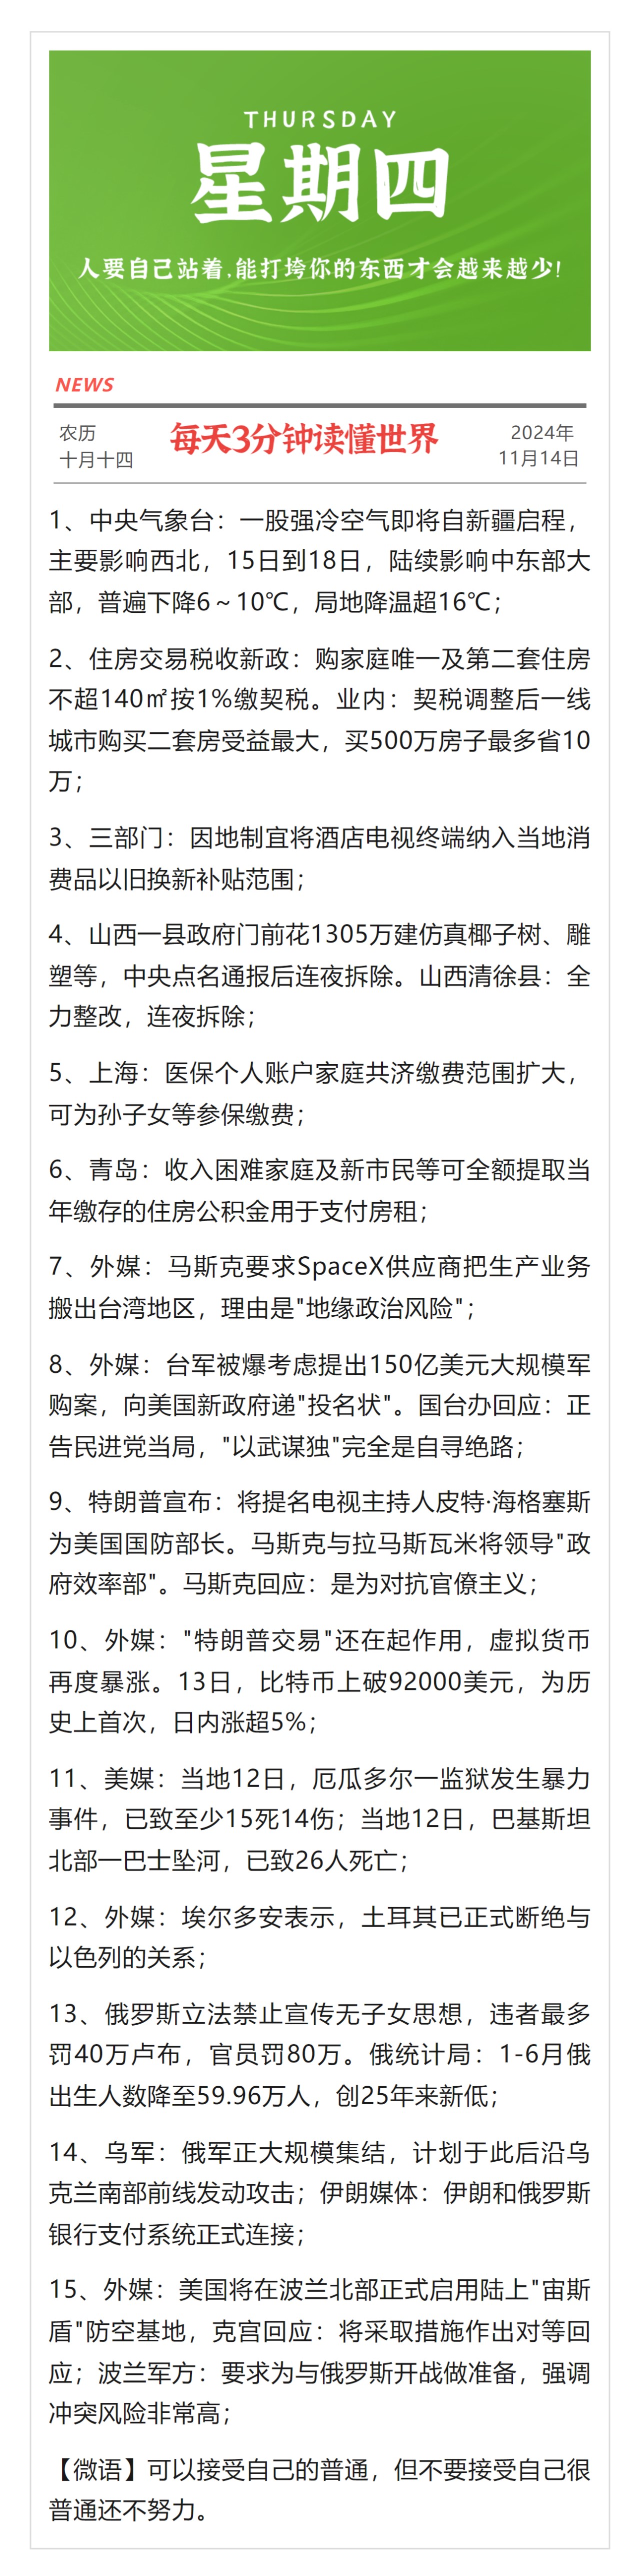 THURSDAY
星期四
人要自己站着,能打垮你的东西才会越来越少!
NEWS
农历
十月十四
每天3分钟读懂世界
2024年
11月14日
1、中央气象台：一股强冷空气即将自新疆启程，
主要影响西北，15日到18日，陆续影响中东部大
部，普遍下降6～10℃，局地降温超16℃；
2、住房交易税收新政：购家庭唯一及第二套住房
不超140㎡按1%缴契税。业内：契税调整后一线
城市购买二套房受益最大，买500万房子最多省10
万；
3、三部门：因地制宜将酒店电视终端纳入当地消
费品以旧换新补贴范围；
4、山西一县政府门前花1305万建仿真椰子树、雕
塑等，中央点名通报后连夜拆除。山西清徐县：全
力整改，连夜拆除；
5、上海：医保个人账户家庭共济缴费范围扩大，
可为孙子女等参保缴费；
6、青岛：收入困难家庭及新市民等可全额提取当
年缴存的住房公积金用于支付房租；
7、外媒：马斯克要求SpaceX供应商把生产业务
搬出台湾地区，理由是"地缘政治风险"；
8、外媒：台军被爆考虑提出150亿美元大规模军
购案，向美国新政府递"投名状"。国台办回应：正
告民进党当局，"以武谋独"完全是自寻绝路；
9、特朗普宣布：将提名电视主持人皮特·海格塞斯
为美国国防部长。马斯克与拉马斯瓦米将领导"政
府效率部"。马斯克回应：是为对抗官僚主义；
10、外媒："特朗普交易"还在起作用，虚拟货币
再度暴涨。13日，比特币上破92000美元，为历
史上首次，日内涨超5%；
11、美媒：当地12日，厄瓜多尔一监狱发生暴力
事件，已致至少15死14伤；当地12日，巴基斯坦
北部一巴士坠河，已致26人死亡；
12、外媒：埃尔多安表示，土耳其已正式断绝与
以色列的关系；
13、俄罗斯立法禁止宣传无子女思想，违者最多
罚40万卢布，官员罚80万。俄统计局：1-6月俄
出生人数降至59.96万人，创25年来新低；
14、乌军：俄军正大规模集结，计划于此后沿乌
克兰南部前线发动攻击；伊朗媒体：伊朗和俄罗斯
银行支付系统正式连接；
15、外媒：美国将在波兰北部正式启用陆上"宙斯
盾"防空基地，克宫回应：将采取措施作出对等回
应；波兰军方：要求为与俄罗斯开战做准备，强调
冲突风险非常高；
【微语】可以接受自己的普通，但不要接受自己很
普通还不努力。